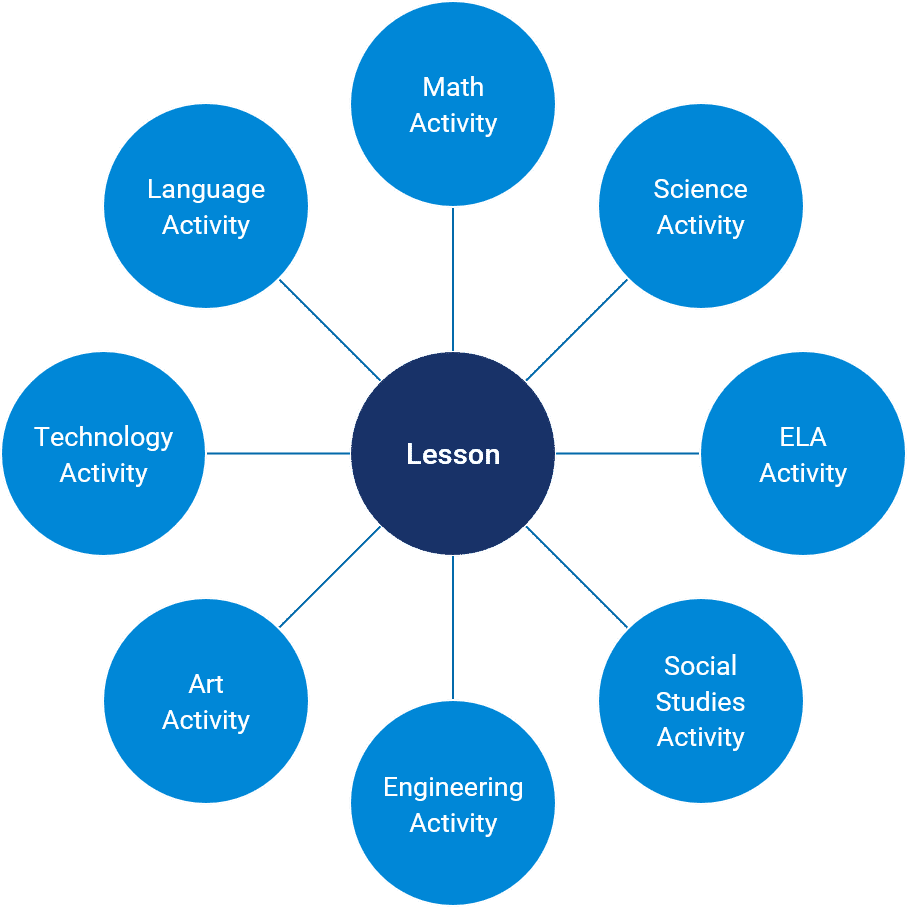 Math
Activity
Language
Activity
Science
Activity
Technology
Activity
Lesson
ELA
Activity
Art
Activity
Social
Studies
Activity
Engineering
Activity